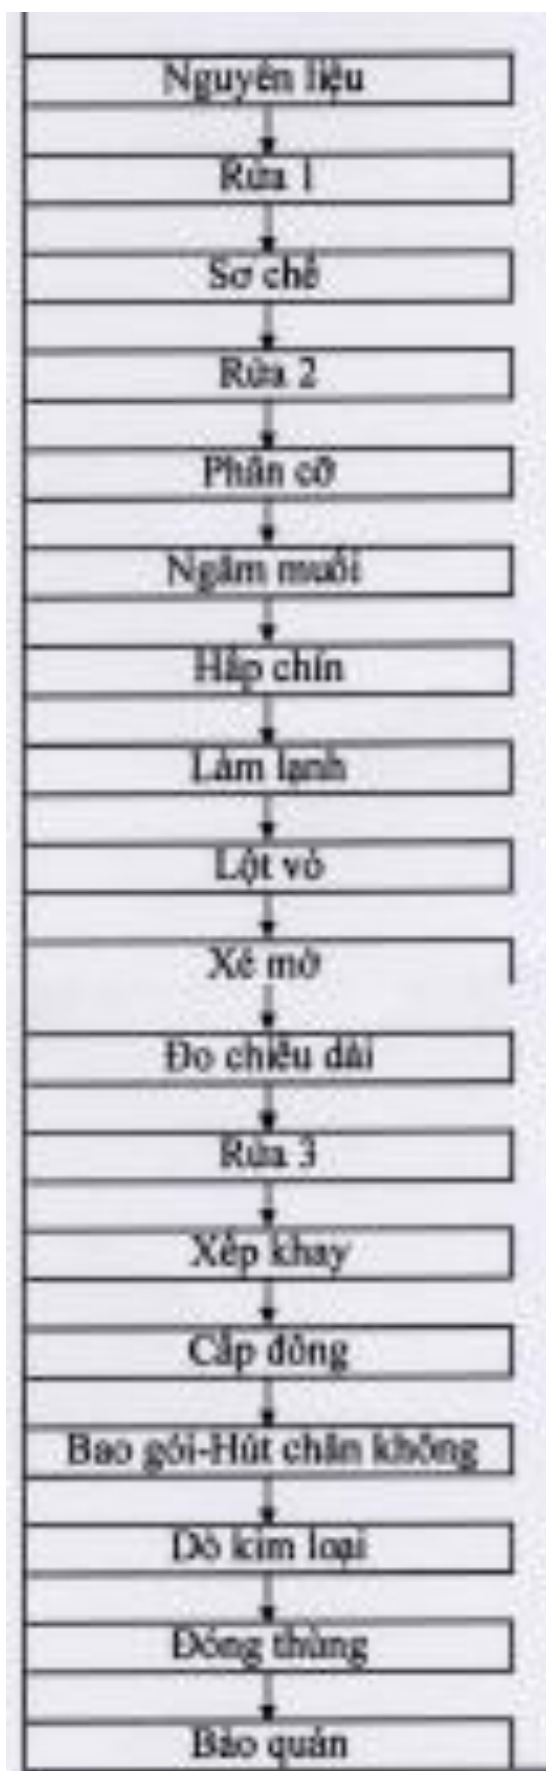 Nguyên liệu
Rửa 1
Sơ chế
Rửa 2
Phân cỡ
Ngâm muối
Hấp chín
Làm lạnh
Lột vỏ
Xẻ mở
Đo chiều dài
Rửa 3
Xếp khay
Cấp đông
Bao gói-Hút chân không
Dò kim loại
Đóng thùng
Bảo quản